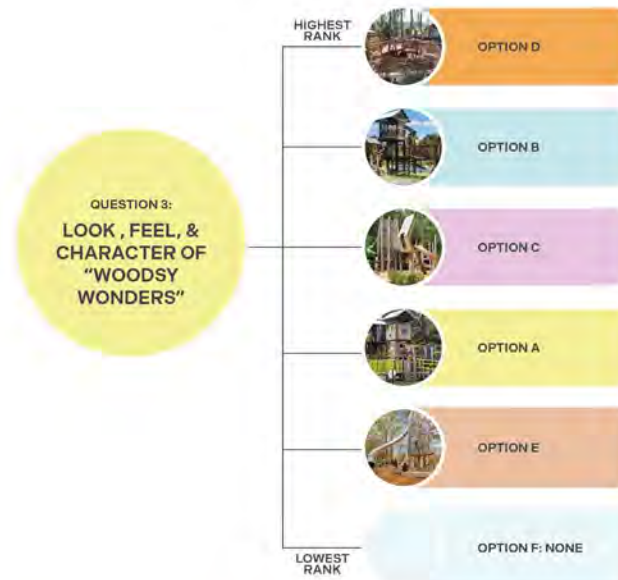 HIGHEST
RANK
OPTION D
OPTION B
QUESTION 3:
LOOK , FEEL, &
CHARACTER OF
"WOODSY
WONDERS"
OPTION C
OPTION A
OPTION E
OPTION F: NONE
LOWEST
RANK